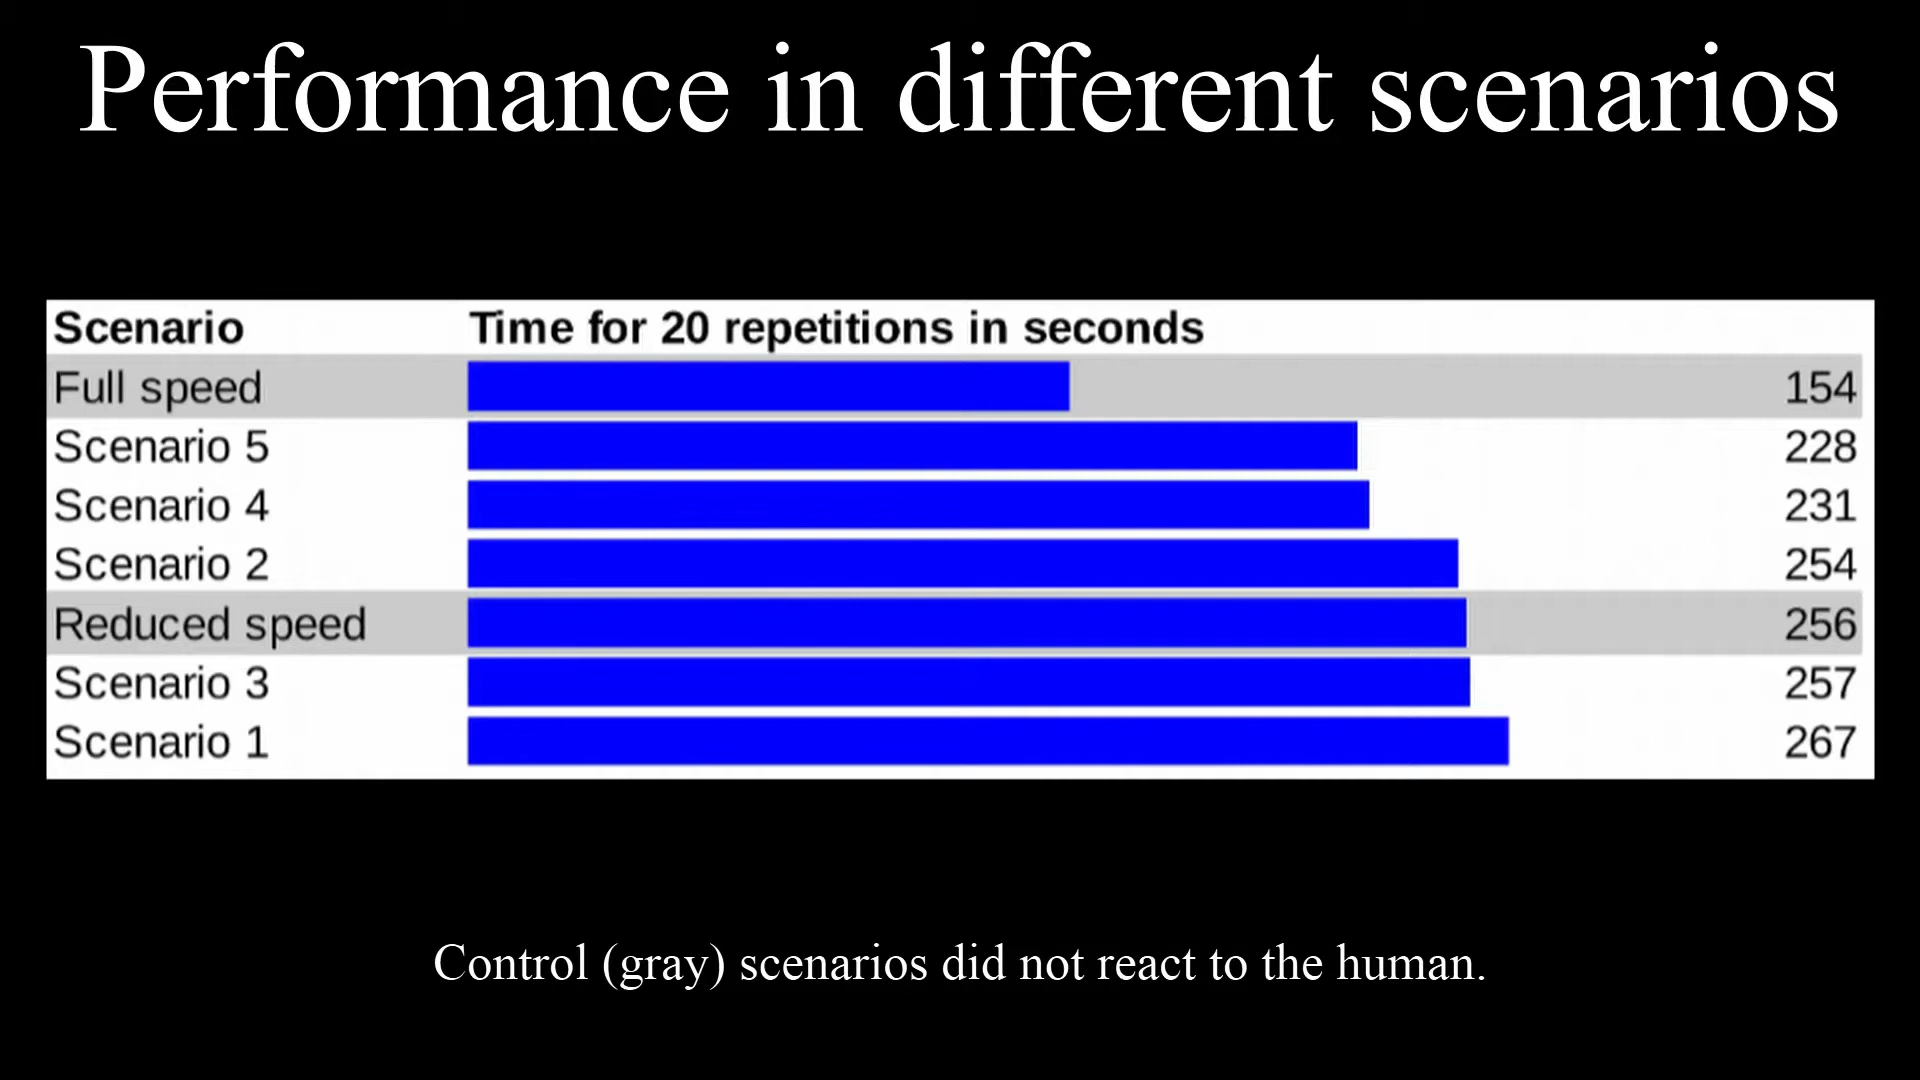 Performance in different scenarios
Scenario Time for 20 repetitions in seconds
Full speed 154
Scenario 5 228
Scenario 4 231
Scenario 2 254
Reduced speed 256
Scenario 3 257
Scenario 1 267
Control (gray) scenarios did not react to the human.